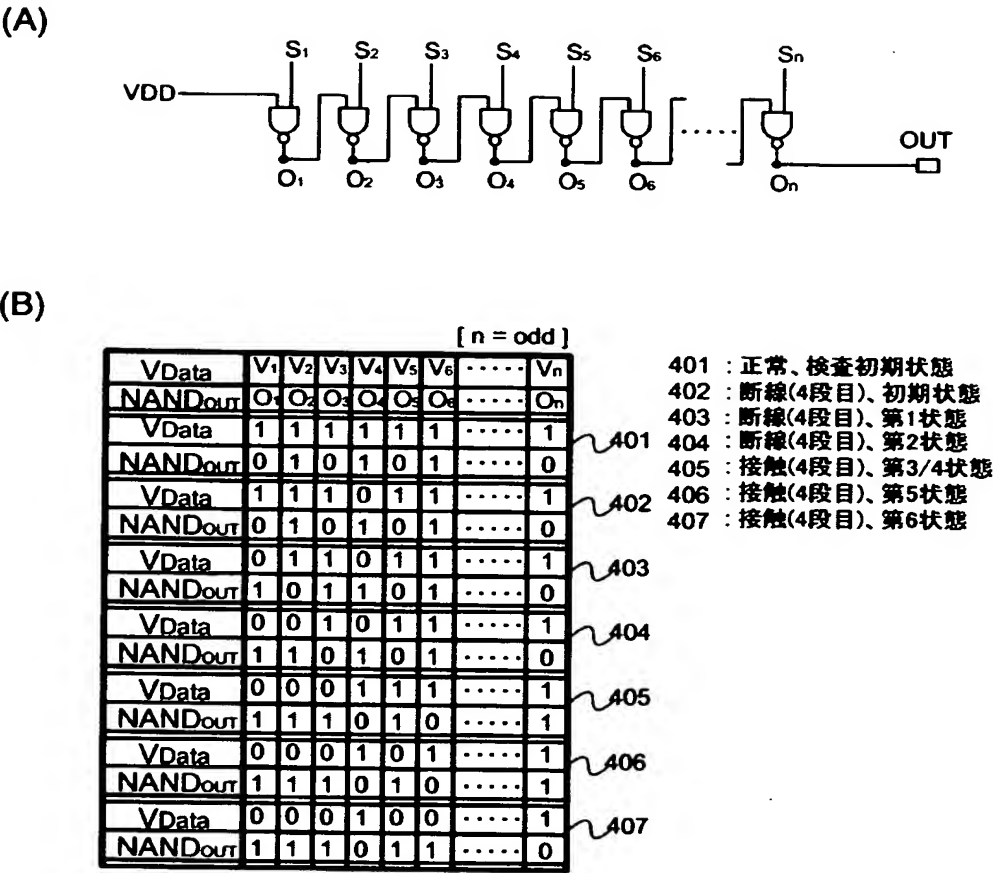 (A)
S1 S2 S3 S4 S5 S6 Sn
VDD
OUT
O1 O2 O3 O4 O5 O6 ・・・・・ On
(B)
[ n = odd ]
VData V1 V2 V3 V4 V5 V6 ・・・・・ Vn
NANDOUT O1 O2 O3 O4 O5 O6 ・・・・・ On
VData 1 1 1 1 1 1 ・・・・・ 1
NANDOUT 0 1 0 1 0 1 ・・・・・ 0
401
VData 1 1 1 0 1 1 ・・・・・ 1
NANDOUT 0 1 0 1 0 1 ・・・・・ 0
402
VData 0 1 1 0 1 1 ・・・・・ 1
NANDOUT 1 0 1 1 0 1 ・・・・・ 0
403
VData 0 0 1 0 1 1 ・・・・・ 1
NANDOUT 1 1 0 1 0 1 ・・・・・ 0
404
VData 0 0 0 1 1 1 ・・・・・ 1
NANDOUT 1 1 1 0 1 0 ・・・・・ 1
405
VData 0 0 0 1 0 1 ・・・・・ 1
NANDOUT 1 1 1 0 1 0 ・・・・・ 1
406
VData 0 0 0 1 0 0 ・・・・・ 1
NANDOUT 1 1 1 0 1 1 ・・・・・ 0
407
401 : 正常、検査初期状態
402 : 断線(4段目)、初期状態
403 : 断線(4段目)、第1状態
404 : 断線(4段目)、第2状態
405 : 接触(4段目)、第3/4状態
406 : 接触(4段目)、第5状態
407 : 接触(4段目)、第6状態